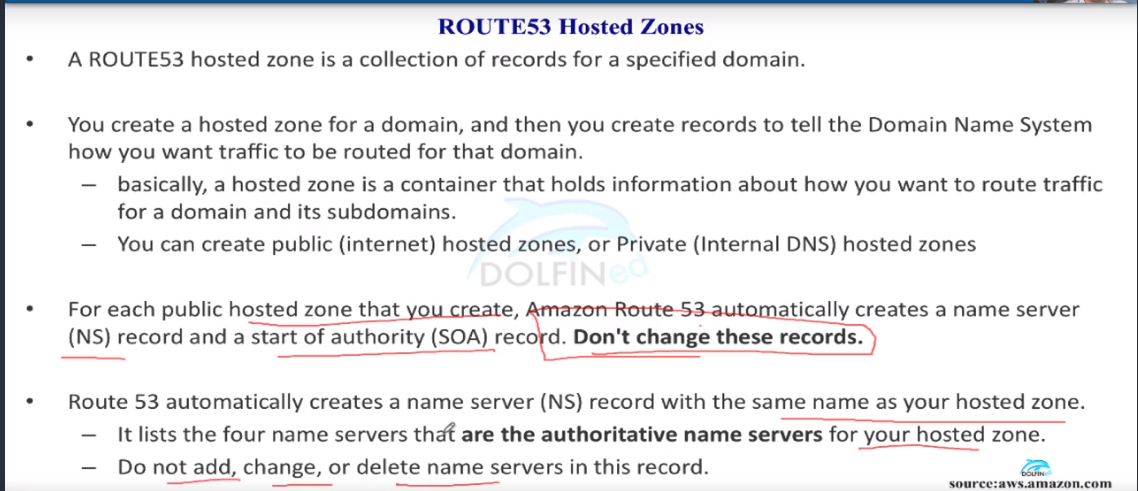 ROUTE53 Hosted Zones
• A ROUTE53 hosted zone is a collection of records for a specified domain.
• You create a hosted zone for a domain, and then you create records to tell the Domain Name System
how you want traffic to be routed for that domain.
– basically, a hosted zone is a container that holds information about how you want to route traffic
for a domain and its subdomains.
– You can create public (internet) hosted zones, or Private (Internal DNS) hosted zones
DOLFINed
• For each public hosted zone that you create, Amazon Route 53 automatically creates a name server
(NS) record and a start of authority (SOA) record. Don't change these records.
• Route 53 automatically creates a name server (NS) record with the same name as your hosted zone.
– It lists the four name servers that are the authoritative name servers for your hosted zone.
– Do not add, change, or delete name servers in this record.
DOLFINed
source:aws.amazon.com